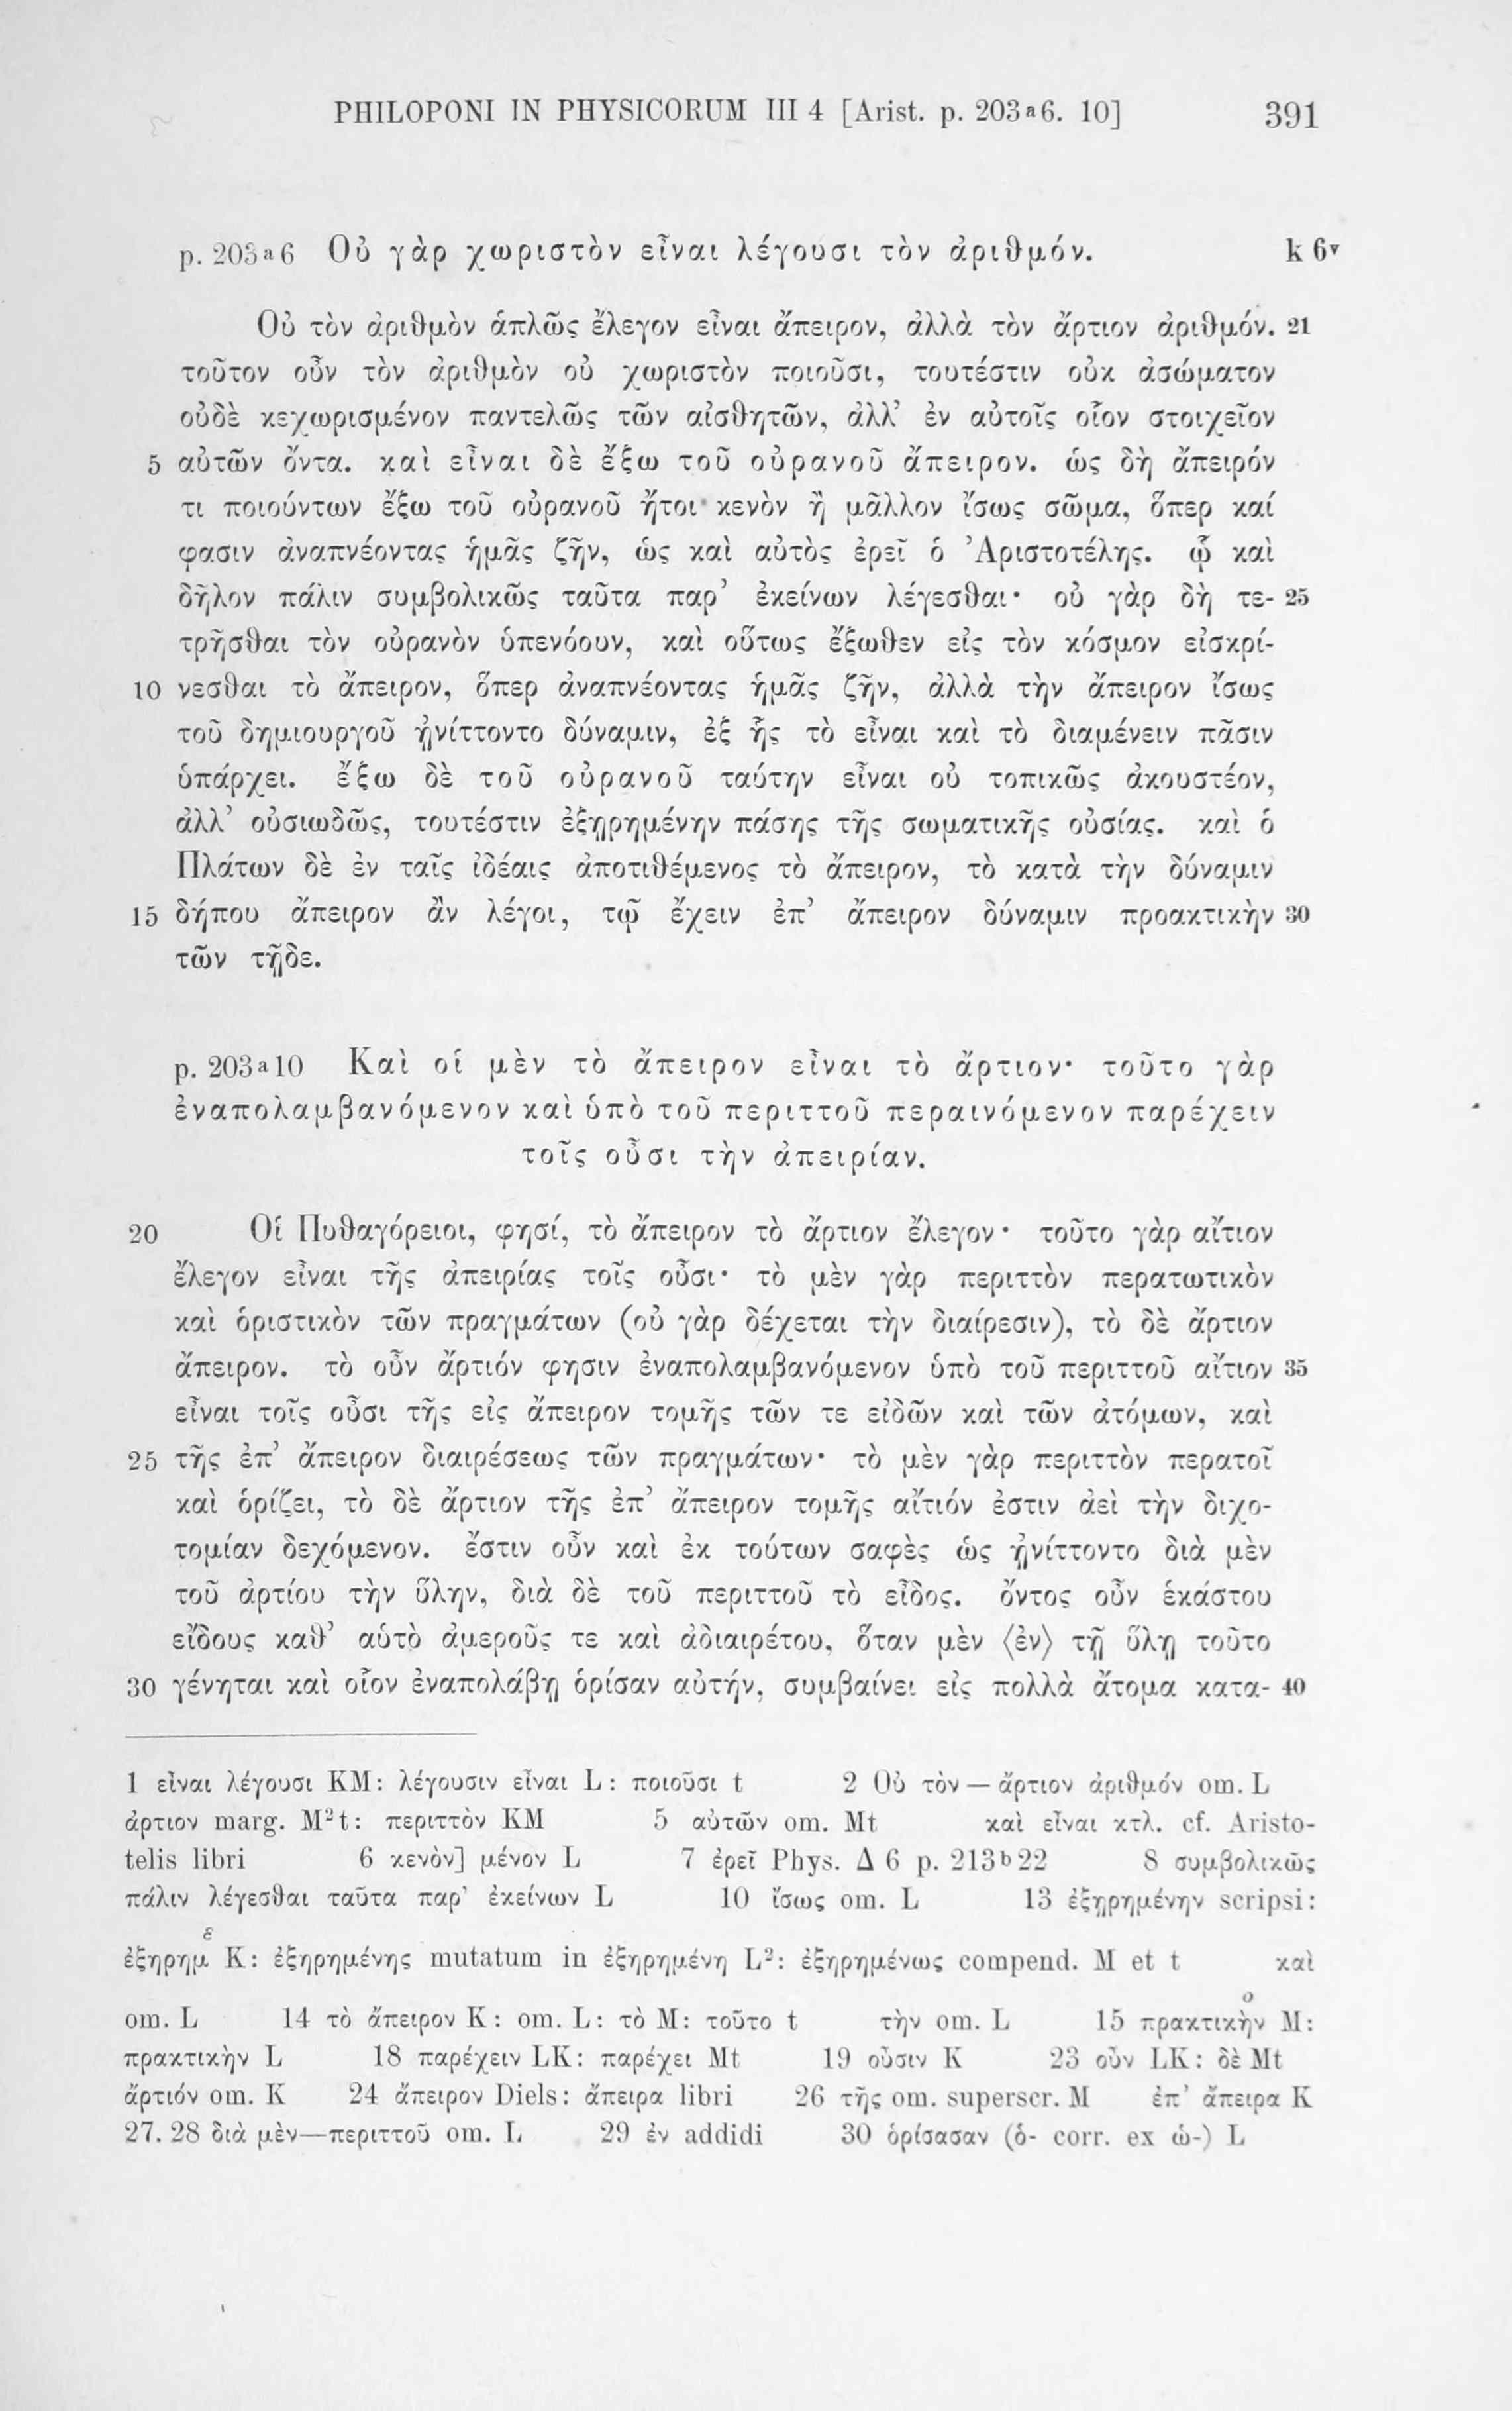 PHILOPONI IN PHYSICORUM III 4 [Arist. p. 203ᵃ6. 10] 391
p. 203ᵃ6 Οὐ γὰρ χωριστὸν εἶναι λέγουσι τὸν ἀριθμόν. k 6ᵛ
Οὐ τὸν ἀριθμὸν ἁπλῶς ἔλεγον εἶναι ἄπειρον, ἀλλὰ τὸν ἄρτιον ἀριθμόν. 21
τοῦτον οὖν τὸν ἀριθμὸν οὐ χωριστὸν ποιοῦσι, τουτέστιν οὐκ ἀσώματον
οὐδὲ κεχωρισμένον παντελῶς τῶν αἰσθητῶν, ἀλλ’ ἐν αὐτοῖς οἷον στοιχεῖον
5 αὐτῶν ὄντα. καὶ εἶναι δὲ ἔξω τοῦ οὐρανοῦ ἄπειρον. ὡς δὴ ἄπειρόν
τι ποιούντων ἔξω τοῦ οὐρανοῦ ἤτοι κενὸν ἢ μᾶλλον ἴσως σῶμα, ὅπερ καί
φασιν ἀναπνέοντας ἡμᾶς ζῆν, ὡς καὶ αὐτὸς ἐρεῖ ὁ Ἀριστοτέλης. ᾧ καὶ
δῆλον πάλιν συμβολικῶς ταῦτα παρ’ ἐκείνων λέγεσθαι· οὐ γὰρ δὴ τε- 25
τρῆσθαι τὸν οὐρανὸν ὑπενόουν, καὶ οὕτως ἔξωθεν εἰς τὸν κόσμον εἰσκρί-
10 νεσθαι τὸ ἄπειρον, ὅπερ ἀναπνέοντας ἡμᾶς ζῆν, ἀλλὰ τὴν ἄπειρον ἴσως
τοῦ δημιουργοῦ ᾐνίττοντο δύναμιν, ἐξ ἧς τὸ εἶναι καὶ τὸ διαμένειν πᾶσιν
ὑπάρχει. ἔξω δὲ τοῦ οὐρανοῦ ταύτην εἶναι οὐ τοπικῶς ἀκουστέον,
ἀλλ’ οὐσιωδῶς, τουτέστιν ἐξῃρημένην πάσης τῆς σωματικῆς οὐσίας. καὶ ὁ
Πλάτων δὲ ἐν ταῖς ἰδέαις ἀποτιθέμενος τὸ ἄπειρον, τὸ κατὰ τὴν δύναμιν
15 δήπου ἄπειρον ἂν λέγοι, τῷ ἔχειν ἐπ’ ἄπειρον δύναμιν προακτικὴν 30
τῶν τῇδε.
p. 203ᵃ10 Καὶ οἱ μὲν τὸ ἄπειρον εἶναι τὸ ἄρτιον· τοῦτο γὰρ
ἐναπολαμβανόμενον καὶ ὑπὸ τοῦ περιττοῦ περαινόμενον παρέχειν
τοῖς οὖσι τὴν ἀπειρίαν.
20 Οἱ Πυθαγόρειοι, φησί, τὸ ἄπειρον τὸ ἄρτιον ἔλεγον· τοῦτο γὰρ αἴτιον
ἔλεγον εἶναι τῆς ἀπειρίας τοῖς οὖσι· τὸ μὲν γὰρ περιττὸν περατωτικὸν
καὶ ὁριστικὸν τῶν πραγμάτων (οὐ γὰρ δέχεται τὴν διαίρεσιν), τὸ δὲ ἄρτιον
ἄπειρον. τὸ οὖν ἄρτιόν φησιν ἐναπολαμβανόμενον ὑπὸ τοῦ περιττοῦ αἴτιον 35
εἶναι τοῖς οὖσι τῆς εἰς ἄπειρον τομῆς τῶν τε εἰδῶν καὶ τῶν ἀτόμων, καὶ
25 τῆς ἐπ’ ἄπειρον διαιρέσεως τῶν πραγμάτων· τὸ μὲν γὰρ περιττὸν περατοῖ
καὶ ὁρίζει, τὸ δὲ ἄρτιον τῆς ἐπ’ ἄπειρον τομῆς αἴτιόν ἐστιν ἀεὶ τὴν διχο-
τομίαν δεχόμενον. ἔστιν οὖν καὶ ἐκ τούτων σαφὲς ὡς ᾐνίττοντο διὰ μὲν
τοῦ ἀρτίου τὴν ὕλην, διὰ δὲ τοῦ περιττοῦ τὸ εἶδος. ὄντος οὖν ἑκάστου
εἴδους καθ’ αὑτὸ ἀμεροῦς τε καὶ ἀδιαιρέτου, ὅταν μὲν ⟨ἐν⟩ τῇ ὕλῃ τοῦτο
30 γένηται καὶ οἷον ἐναπολάβῃ ὁρίσαν αὐτήν, συμβαίνει εἰς πολλὰ ἄτομα κατα- 40
1 εἶναι λέγουσι KM: λέγουσιν εἶναι L: ποιοῦσι t 2 Οὐ τὸν — ἄρτιον ἀριθμόν om. L
ἄρτιον marg. M²t: περιττὸν KM 5 αὐτῶν om. Mt καὶ εἶναι κτλ. cf. Aristo-
telis libri 6 κενὸν] μένον L 7 ἐρεῖ Phys. Δ 6 p. 213ᵇ22 8 συμβολικῶς
πάλιν λέγεσθαι ταῦτα παρ’ ἐκείνων L 10 ἴσως om. L 13 ἐξῃρημένην scripsi:
ε
ἐξηρημ K: ἐξηρημένης mutatum in ἐξηρημένη L²: ἐξηρημένως compend. M et t καὶ
om. L 14 τὸ ἄπειρον K: om. L: τὸ M: τοῦτο t τὴν om. L 15 πρακτικὴν M:
ο
πρακτικὴν L 18 παρέχειν LK: παρέχει Mt 19 οὖσιν K 23 οὖν LK: δὲ Mt
ἄρτιόν om. K 24 ἄπειρον Diels: ἄπειρα libri 26 τῆς om. superscr. M ἐπ’ ἄπειρα K
27. 28 διὰ μὲν—περιττοῦ om. L 29 ἐν addidi 30 ὁρίσασαν (ὁ- corr. ex ὡ-) L